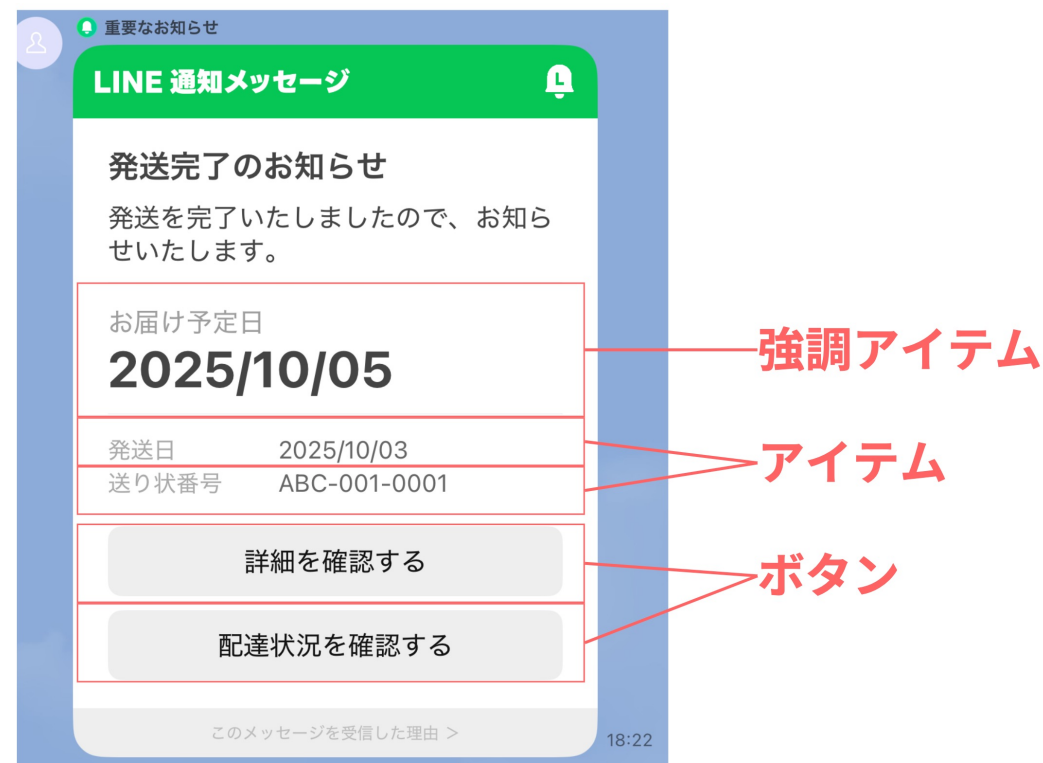 重要なお知らせ
LINE 通知メッセージ
発送完了のお知らせ
発送を完了いたしましたので、お知ら
せいたします。
お届け予定日
2025/10/05
強調アイテム
発送日 2025/10/03
送り状番号 ABC-001-0001
アイテム
詳細を確認する
ボタン
配達状況を確認する
このメッセージを受信した理由 >
18:22